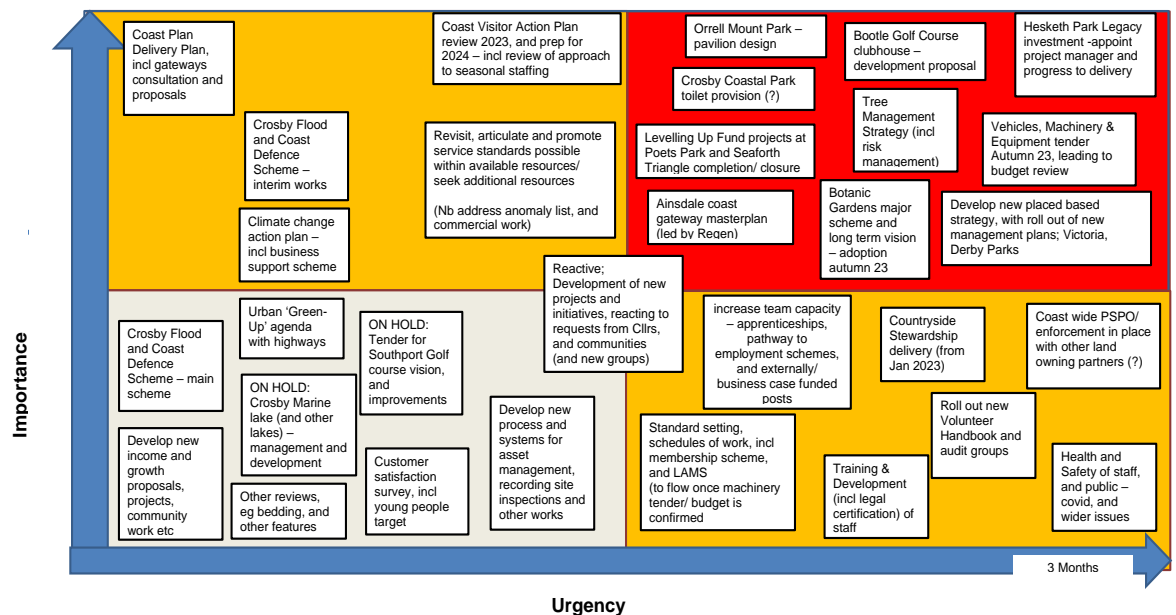 Coast Plan
Delivery Plan,
incl gateways
consultation and
proposals
Coast Visitor Action Plan
review 2023, and prep for
2024 – incl review of approach
to seasonal staffing
Crosby Flood
and Coast
Defence
Scheme –
interim works
Revisit, articulate and promote
service standards possible
within available resources/
seek additional resources
(Nb address anomaly list, and
commercial work)
Climate change
action plan –
incl business
support scheme
Orrell Mount Park –
pavilion design
Bootle Golf Course
clubhouse –
development proposal
Hesketh Park Legacy
investment -appoint
project manager and
progress to delivery
Crosby Coastal Park
toilet provision (?)
Tree
Management
Strategy (incl
risk
management)
Vehicles, Machinery &
Equipment tender
Autumn 23, leading to
budget review
Levelling Up Fund projects at
Poets Park and Seaforth
Triangle completion/ closure
Ainsdale coast
gateway masterplan
(led by Regen)
Botanic
Gardens major
scheme and
long term vision
– adoption
autumn 23
Develop new placed based
strategy, with roll out of new
management plans; Victoria,
Derby Parks
Reactive;
Development of new
projects and
initiatives, reacting to
requests from Cllrs,
and communities
(and new groups)
Crosby Flood
and Coast
Defence
Scheme – main
scheme
Urban ‘Green-
Up’ agenda
with highways
ON HOLD:
Tender for
Southport Golf
course vision,
and
improvements
ON HOLD:
Crosby Marine
lake (and other
lakes) –
management and
development
Develop new
income and
growth
proposals,
projects,
community
work etc
Other reviews,
eg bedding, and
other features
Customer
satisfaction
survey, incl
young people
target
Develop new
process and
systems for
asset
management,
recording site
inspections and
other works
increase team capacity
– apprenticeships,
pathway to
employment schemes,
and externally/
business case funded
posts
Countryside
Stewardship
delivery (from
Jan 2023)
Coast wide PSPO/
enforcement in place
with other land
owning partners (?)
Standard setting,
schedules of work, incl
membership scheme,
and LAMS
(to flow once machinery
tender/ budget is
confirmed
Training &
Development
(incl legal
certification) of
staff
Roll out new
Volunteer
Handbook and
audit groups
Health and
Safety of staff,
and public –
covid, and
wider issues
3 Months
Importance
Urgency